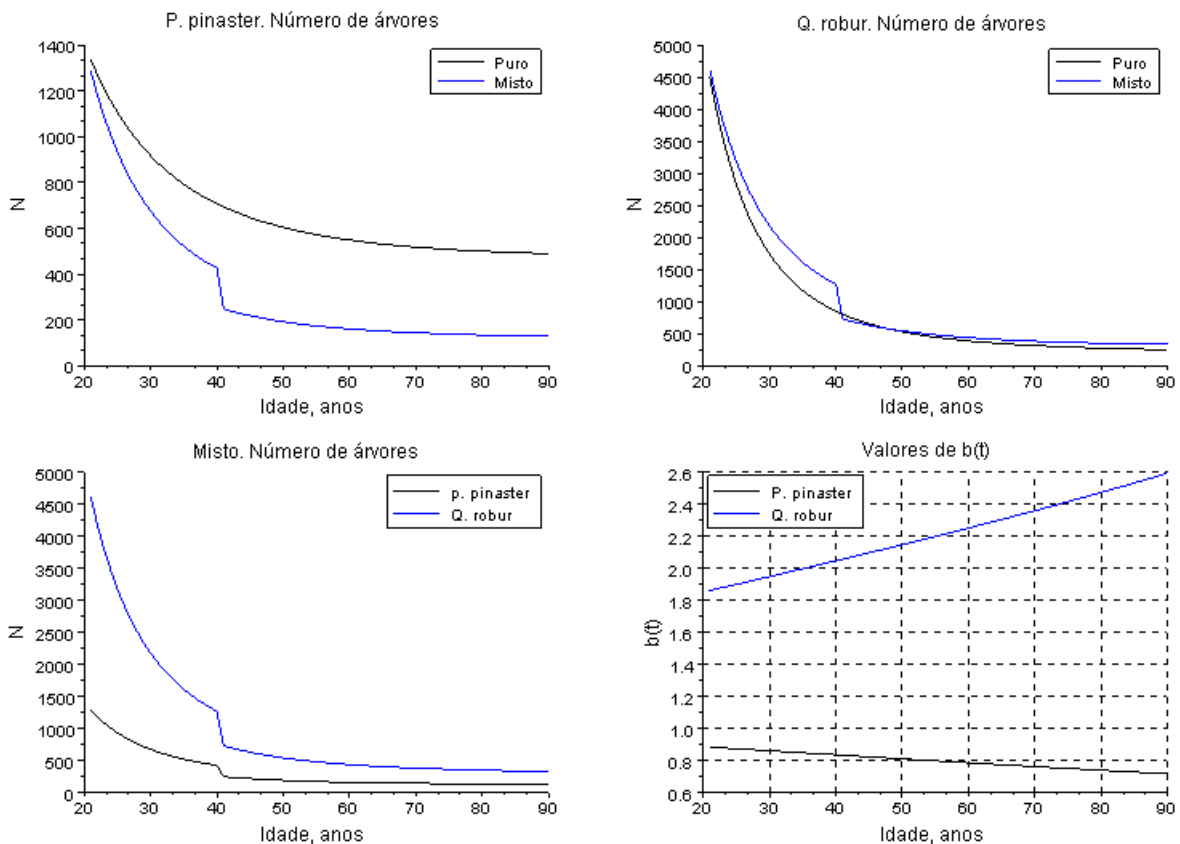 P. pinaster. Número de árvores
1400
1200
1000
800
600
400
200
0
N
Puro
Misto
20 30 40 50 60 70 80 90
Idade, anos
Q. robur. Número de árvores
5000
4500
4000
3500
3000
2500
2000
1500
1000
500
0
N
Puro
Misto
20 30 40 50 60 70 80 90
Idade, anos
Misto. Número de árvores
5000
4500
4000
3500
3000
2500
2000
1500
1000
500
0
N
p. pinaster
Q. robur
20 30 40 50 60 70 80 90
Idade, anos
Valores de b(t)
2.6
2.4
2.2
2.0
1.8
1.6
1.4
1.2
1.0
0.8
0.6
b(t)
P. pinaster
Q. robur
20 30 40 50 60 70 80 90
Idade, anos